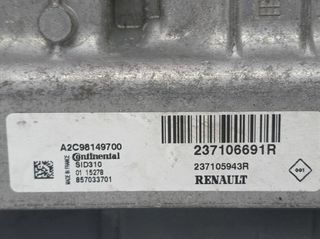 A2C98149700
237106691R
MADE IN FRANCE
Continental
SID310
01 15278
857033701
237105943R
RENAULT
001